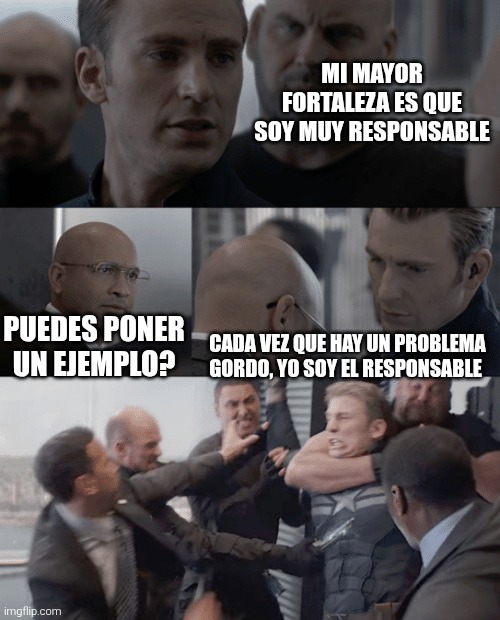 MI MAYOR
FORTALEZA ES QUE
SOY MUY RESPONSABLE
PUEDES PONER
UN EJEMPLO?
CADA VEZ QUE HAY UN PROBLEMA
GORDO, YO SOY EL RESPONSABLE
imgflip.com